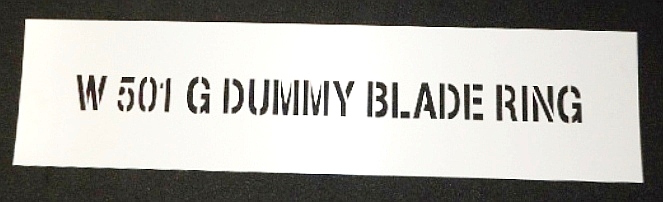 W 501 G DUMMY BLADE RING